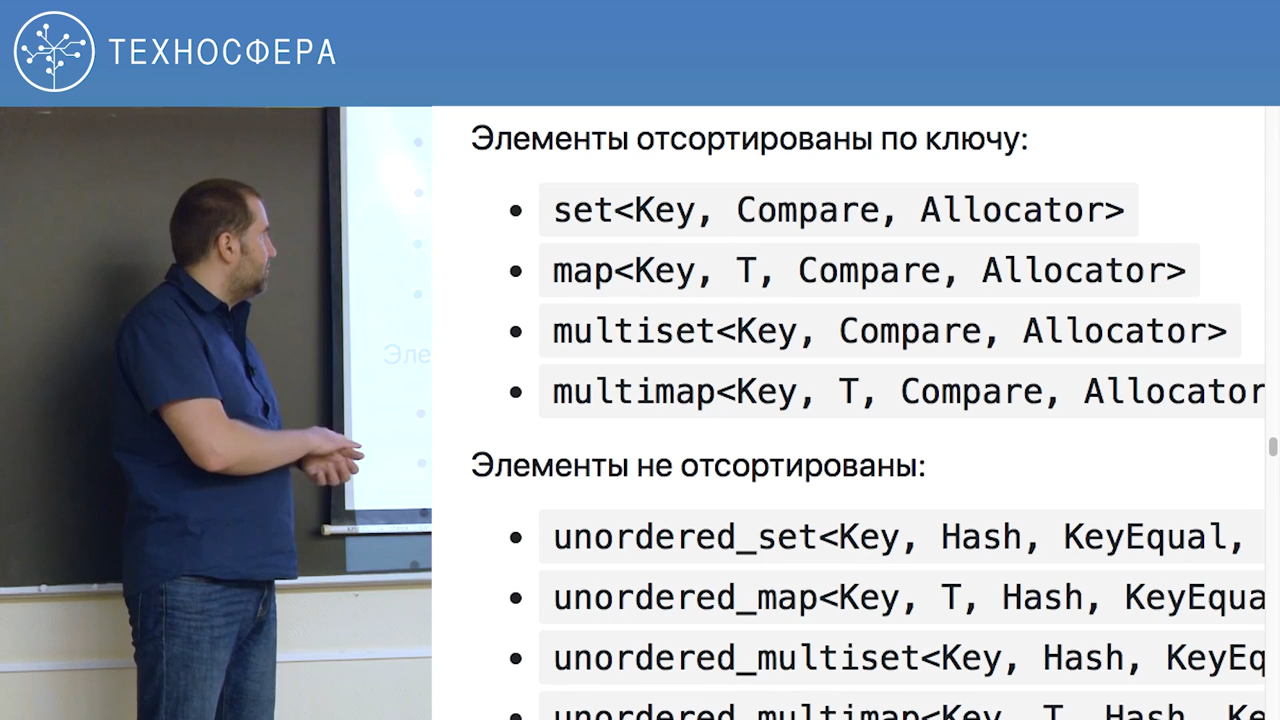 ТЕХНОСФЕРА
Элементы отсортированы по ключу:
set<Key, Compare, Allocator>
map<Key, T, Compare, Allocator>
multiset<Key, Compare, Allocator>
multimap<Key, T, Compare, Allocator
Эле
Элементы не отсортированы:
unordered_set<Key, Hash, KeyEqual,
unordered_map<Key, T, Hash, KeyEqua
unordered_multiset<Key, Hash, KeyEq
unordered_multimap<Key, T, Hash, Ke